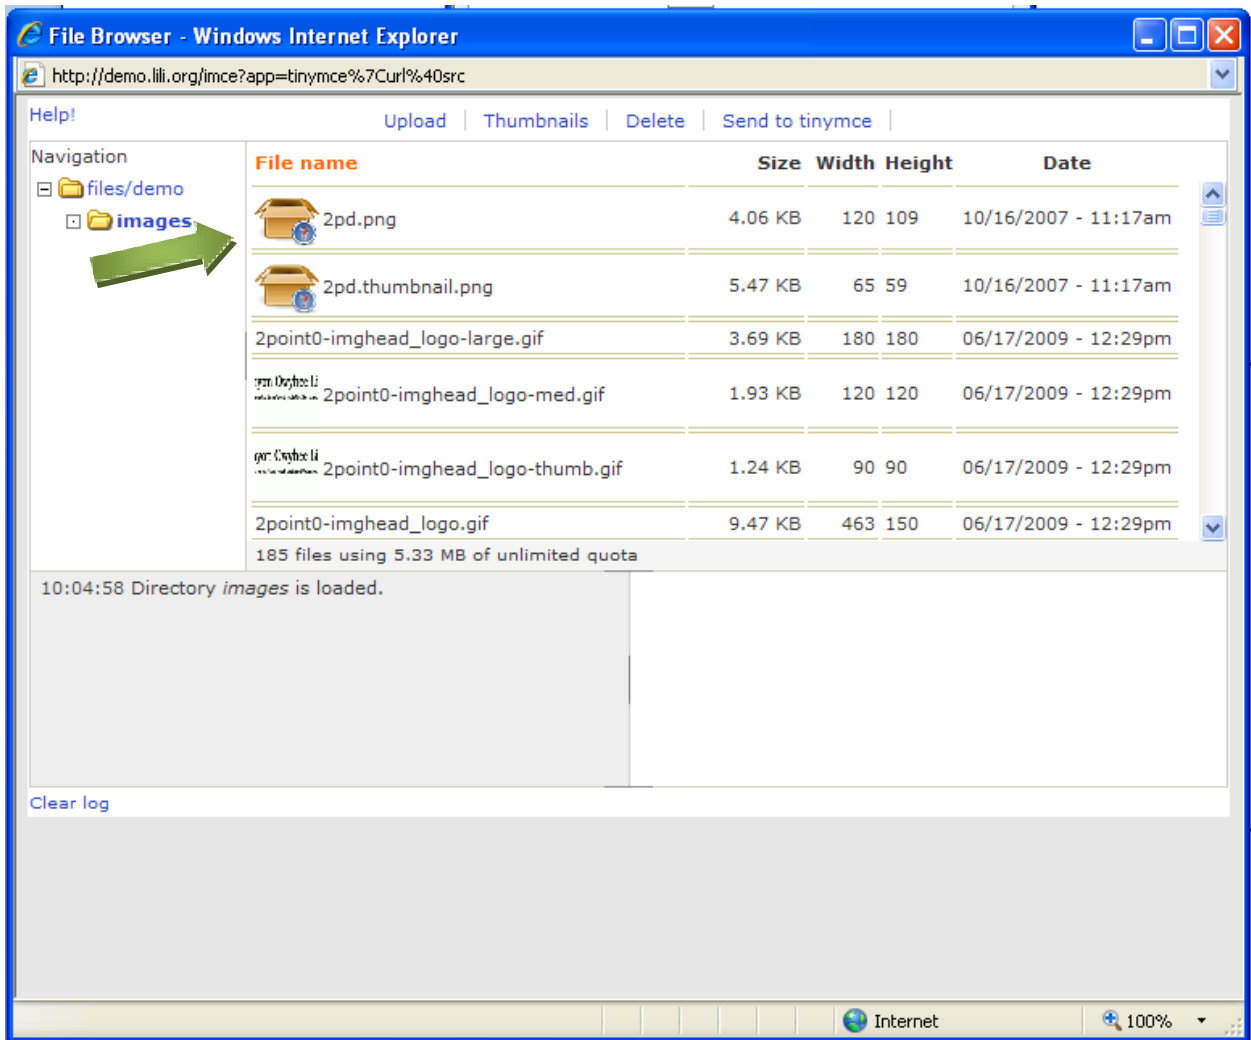 File Browser - Windows Internet Explorer
http://demo.lili.org/imce?app=tinymce%7Curl%40src
Help!
Upload Thumbnails Delete Send to tinymce
Navigation
files/demo
images
File name Size Width Height Date
2pd.png 4.06 KB 120 109 10/16/2007 - 11:17am
2pd.thumbnail.png 5.47 KB 65 59 10/16/2007 - 11:17am
2point0-imghead_logo-large.gif 3.69 KB 180 180 06/17/2009 - 12:29pm
2point0-imghead_logo-med.gif 1.93 KB 120 120 06/17/2009 - 12:29pm
2point0-imghead_logo-thumb.gif 1.24 KB 90 90 06/17/2009 - 12:29pm
2point0-imghead_logo.gif 9.47 KB 463 150 06/17/2009 - 12:29pm
185 files using 5.33 MB of unlimited quota
10:04:58 Directory images is loaded.
Clear log
Internet 100%